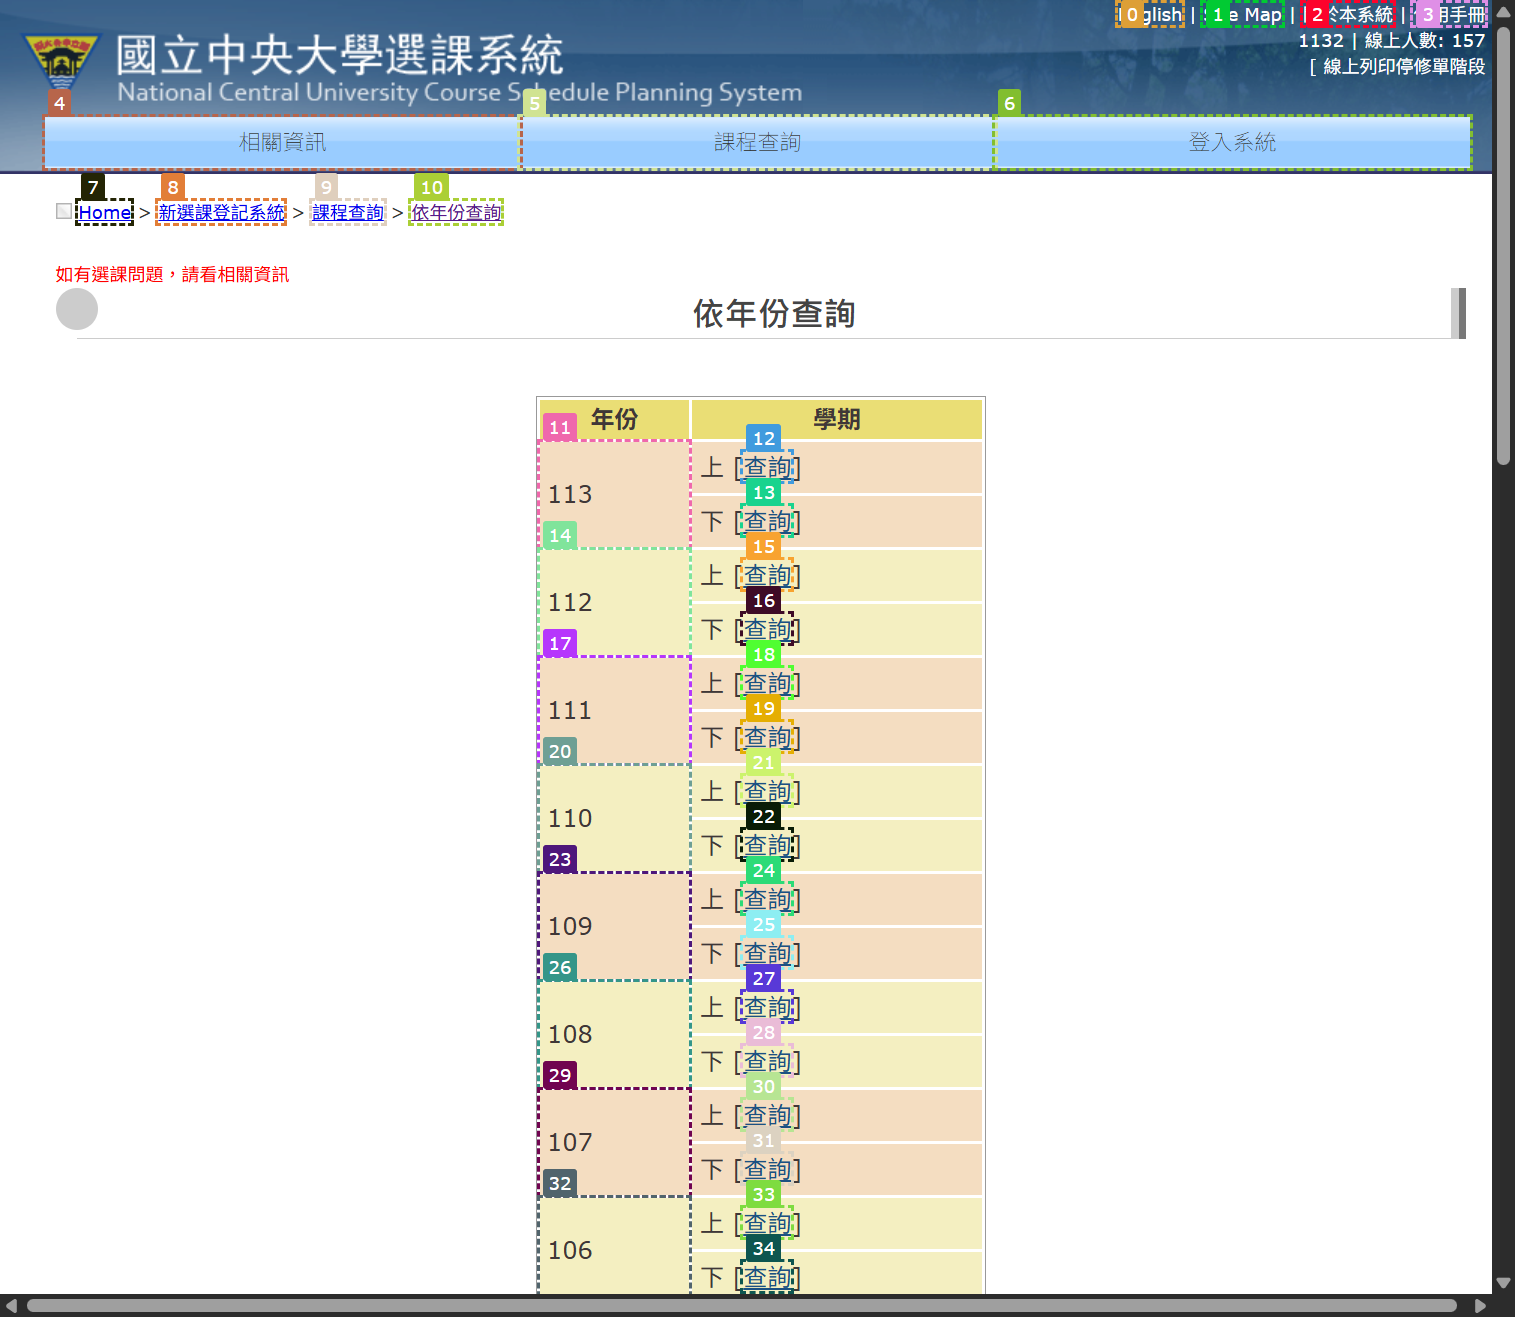 0 glish | 1 e Map | 2 於本系統 | 3 用手冊
1132 | 線上人數: 157
[ 線上列印停修單階段
國立中央大學選課系統
National Central University Course Schedule Planning System
4 5 6
相關資訊 課程查詢 登入系統
7 8 9 10
Home > 新選課登記系統 > 課程查詢 > 依年份查詢
如有選課問題，請看相關資訊
依年份查詢
年份 學期
11 12
113
上 [查詢]
13
下 [查詢]
14 15
112
上 [查詢]
16
下 [查詢]
17 18
111
上 [查詢]
19
下 [查詢]
20 21
110
上 [查詢]
22
下 [查詢]
23 24
109
上 [查詢]
25
下 [查詢]
26 27
108
上 [查詢]
28
下 [查詢]
29 30
107
上 [查詢]
31
下 [查詢]
32 33
106
上 [查詢]
34
下 [查詢]